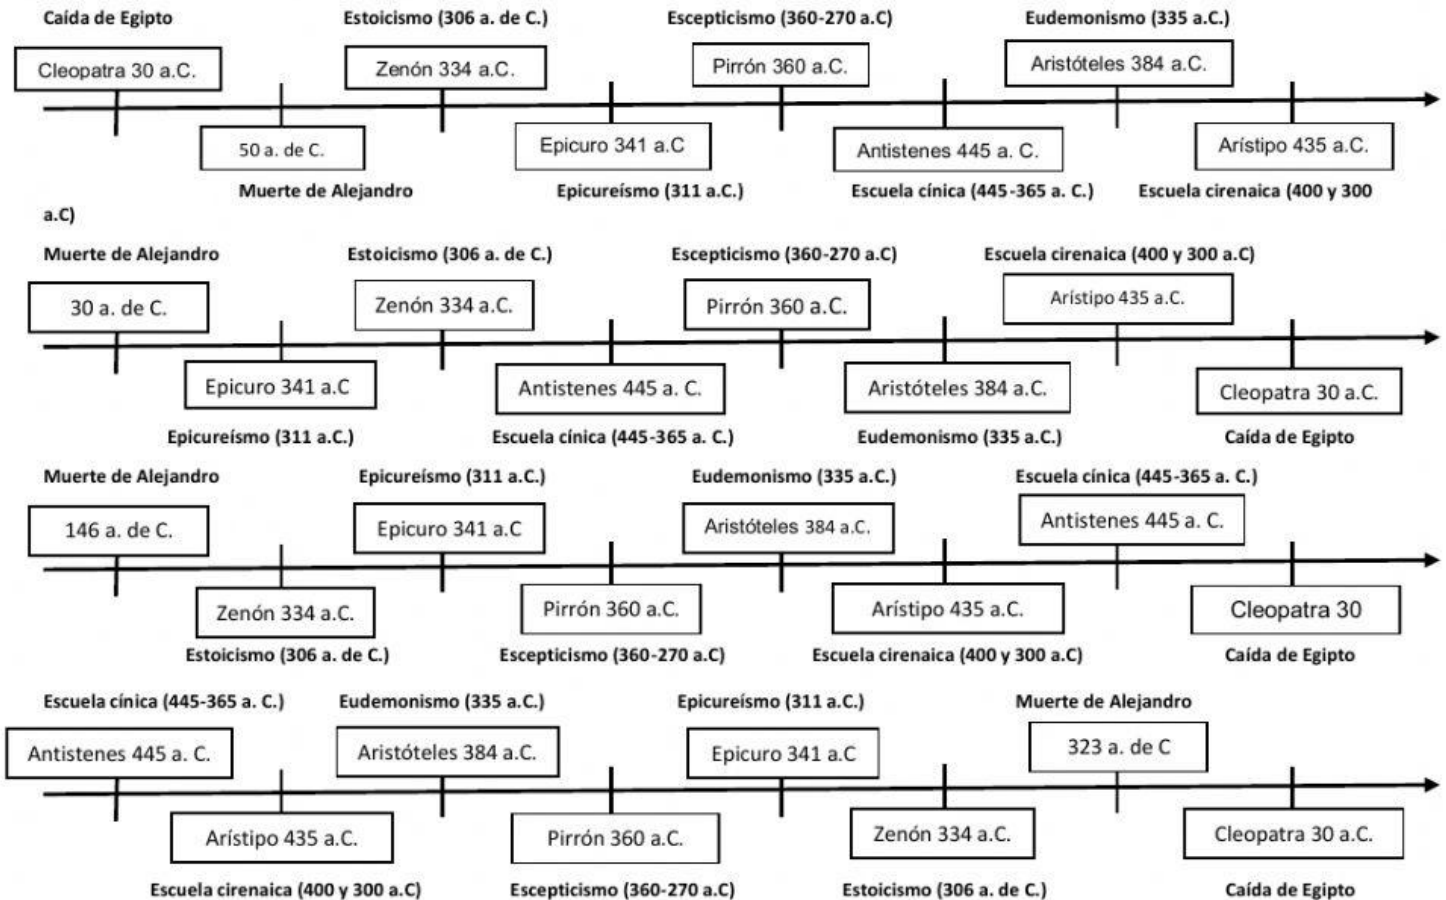 Caída de Egipto Estoicismo (306 a. de C.) Escepticismo (360-270 a.C) Eudemonismo (335 a.C.)
Cleopatra 30 a.C. Zenón 334 a.C. Pirrón 360 a.C. Aristóteles 384 a.C.
50 a. de C. Epicuro 341 a.C Antistenes 445 a. C. Arístipo 435 a.C.
Muerte de Alejandro Epicureísmo (311 a.C.) Escuela cínica (445-365 a. C.) Escuela cirenaica (400 y 300
a.C)
Muerte de Alejandro Estoicismo (306 a. de C.) Escepticismo (360-270 a.C) Escuela cirenaica (400 y 300 a.C)
30 a. de C. Zenón 334 a.C. Pirrón 360 a.C. Arístipo 435 a.C.
Epicuro 341 a.C Antistenes 445 a. C. Aristóteles 384 a.C. Cleopatra 30 a.C.
Epicureísmo (311 a.C.) Escuela cínica (445-365 a. C.) Eudemonismo (335 a.C.) Caída de Egipto
Muerte de Alejandro Epicureísmo (311 a.C.) Eudemonismo (335 a.C.) Escuela cínica (445-365 a. C.)
146 a. de C. Epicuro 341 a.C Aristóteles 384 a.C. Antistenes 445 a. C.
Zenón 334 a.C. Pirrón 360 a.C. Arístipo 435 a.C. Cleopatra 30
Estoicismo (306 a. de C.) Escepticismo (360-270 a.C) Escuela cirenaica (400 y 300 a.C) Caída de Egipto
Escuela cínica (445-365 a. C.) Eudemonismo (335 a.C.) Epicureísmo (311 a.C.) Muerte de Alejandro
Antistenes 445 a. C. Aristóteles 384 a.C. Epicuro 341 a.C 323 a. de C
Arístipo 435 a.C. Pirrón 360 a.C. Zenón 334 a.C. Cleopatra 30 a.C.
Escuela cirenaica (400 y 300 a.C) Escepticismo (360-270 a.C) Estoicismo (306 a. de C.) Caída de Egipto